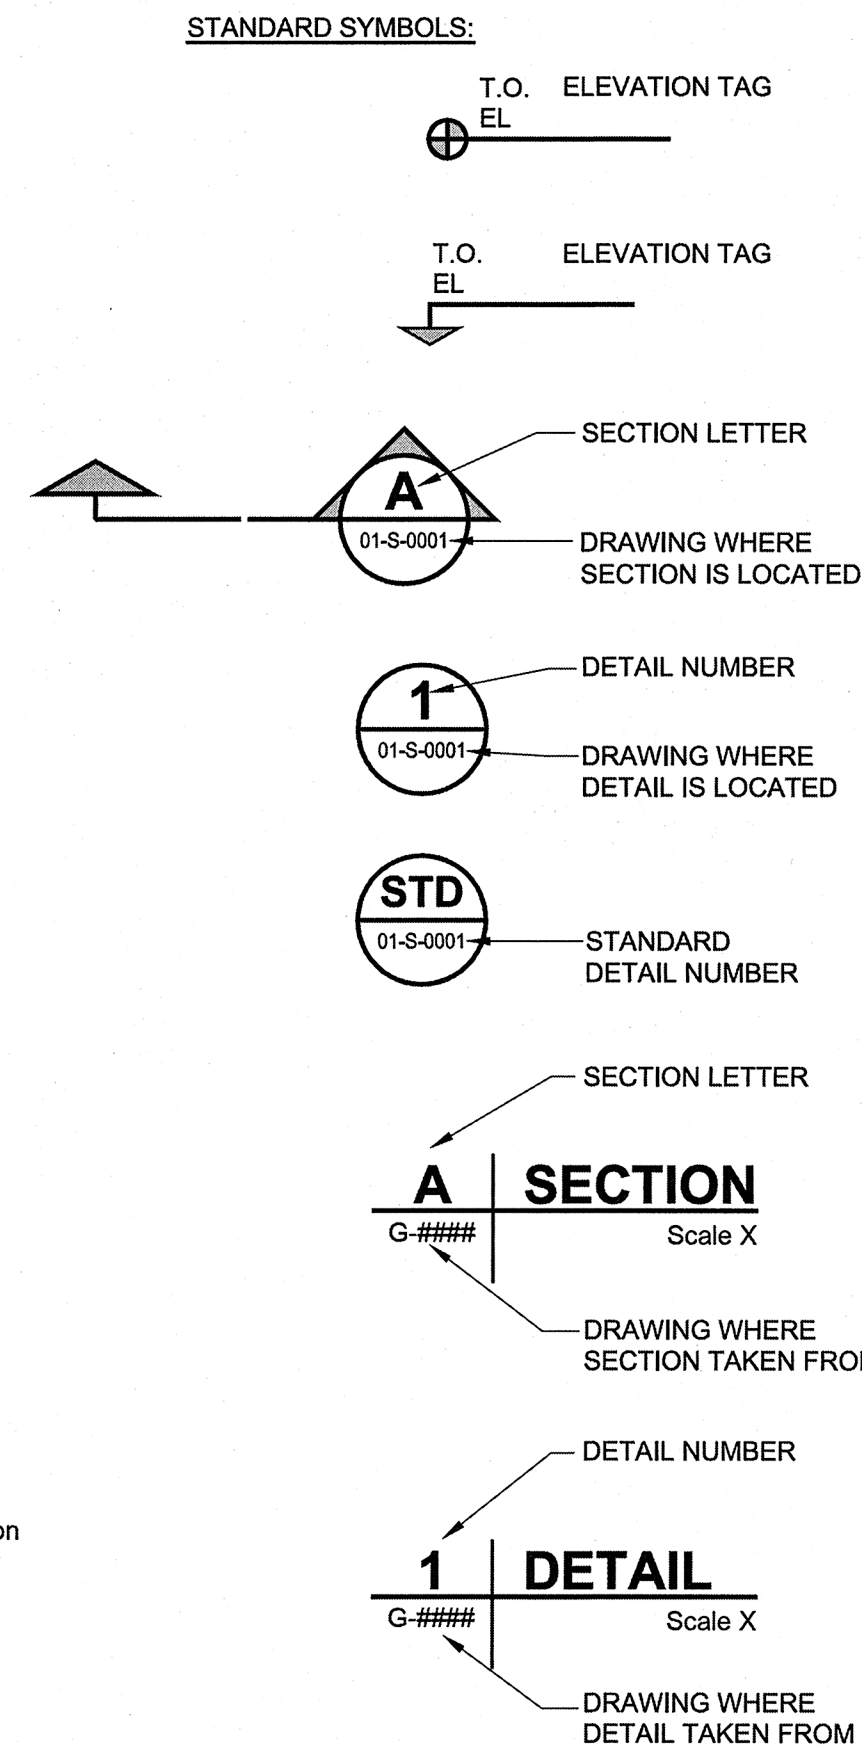 STANDARD SYMBOLS:
T.O. ELEVATION TAG
EL
T.O. ELEVATION TAG
EL
SECTION LETTER
A
01-S-0001
DRAWING WHERE
SECTION IS LOCATED
DETAIL NUMBER
1
01-S-0001
DRAWING WHERE
DETAIL IS LOCATED
STD
01-S-0001
STANDARD
DETAIL NUMBER
SECTION LETTER
A SECTION
G-#### Scale X
DRAWING WHERE
SECTION TAKEN
DETAIL NUMBER
on
1 DETAIL
G-#### Scale X
DRAWING WHERE
DETAIL TAKEN FROM